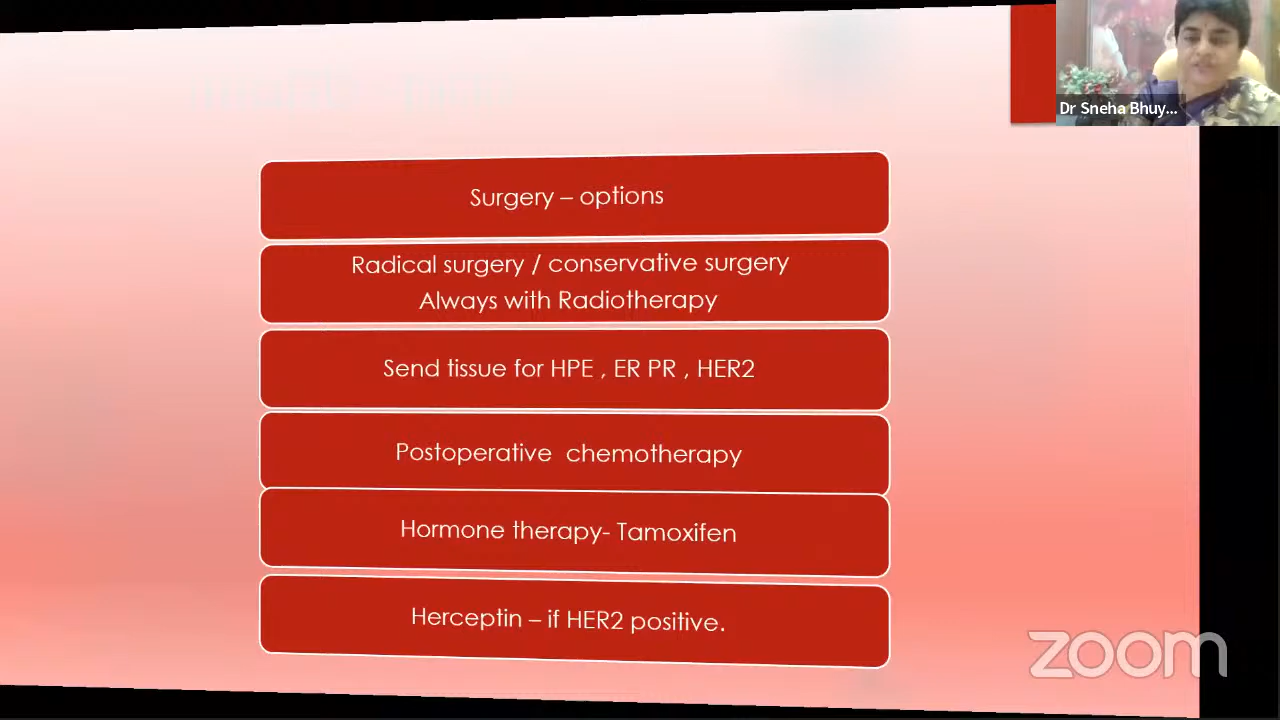 Dr Sneha Bhuy...
Surgery – options
Radical surgery / conservative surgery
Always with Radiotherapy
Send tissue for HPE , ER PR , HER2
Postoperative chemotherapy
Hormone therapy- Tamoxifen
Herceptin – if HER2 positive.
zoom